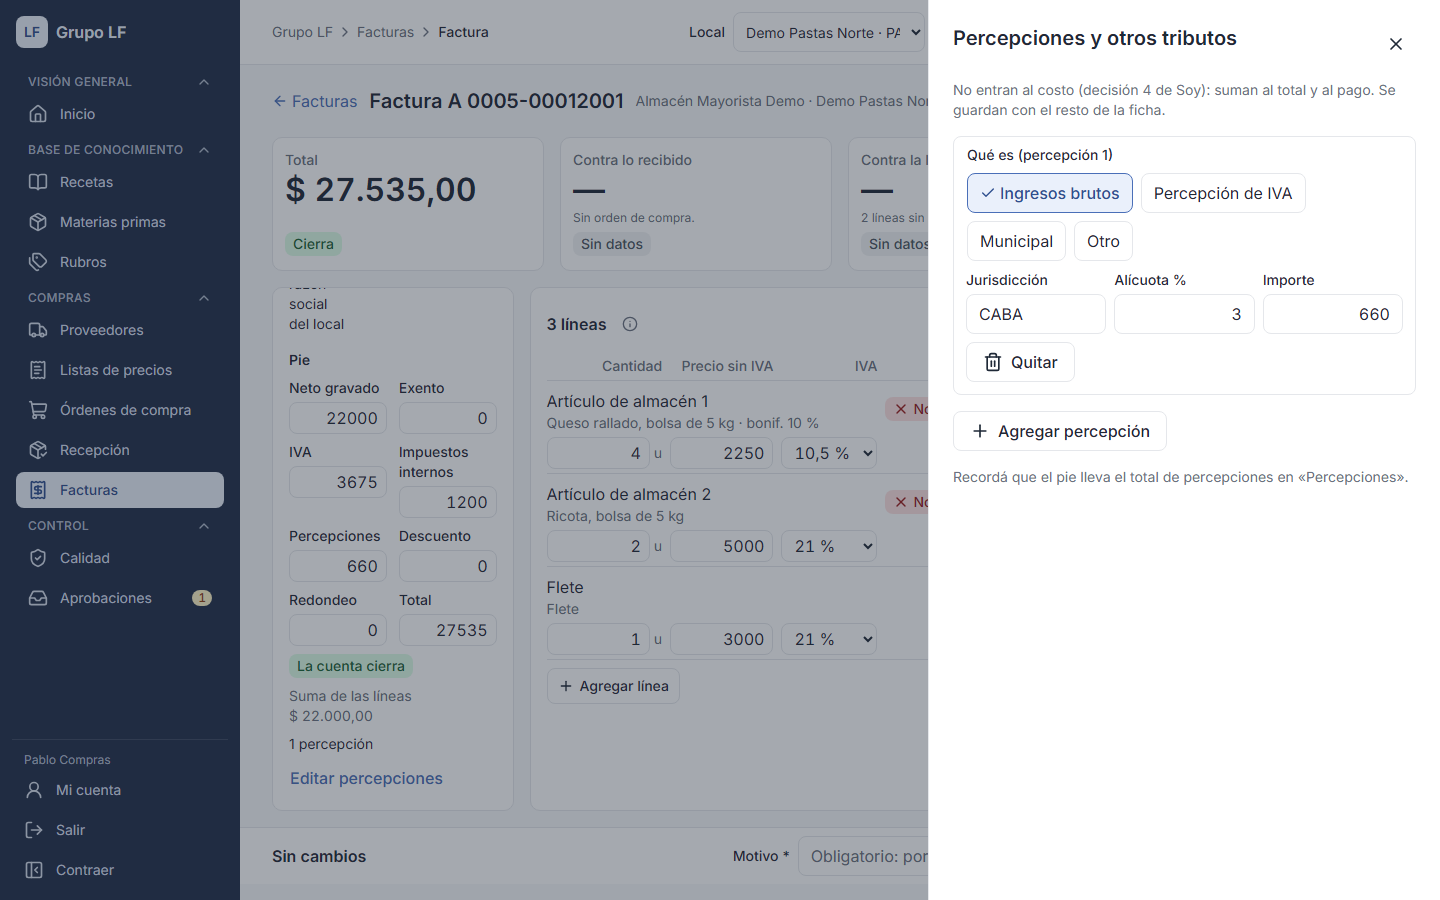 LF Grupo LF
VISIÓN GENERAL
Inicio
BASE DE CONOCIMIENTO
Recetas
Materias primas
Rubros
COMPRAS
Proveedores
Listas de precios
Órdenes de compra
Recepción
Facturas
CONTROL
Calidad
Aprobaciones 1
Pablo Compras
Mi cuenta
Salir
Contraer
Grupo LF > Facturas > Factura
Local Demo Pastas Norte · PA
← Facturas Factura A 0005-00012001 Almacén Mayorista Demo · Demo Pastas Nor
Total
$ 27.535,00
Cierra
Contra lo recibido
—
Sin orden de compra.
Sin datos
Contra la
—
2 líneas sin
Sin datos
razón
social
del local
Pie
Neto gravado Exento
22000 0
IVA Impuestos internos
3675 1200
Percepciones Descuento
660 0
Redondeo Total
0 27535
La cuenta cierra
Suma de las líneas
$ 22.000,00
1 percepción
Editar percepciones
3 líneas
Cantidad Precio sin IVA IVA
Artículo de almacén 1
Queso rallado, bolsa de 5 kg · bonif. 10 %
4 u 2250 10,5 %
Artículo de almacén 2
Ricota, bolsa de 5 kg
2 u 5000 21 %
Flete
Flete
1 u 3000 21 %
+ Agregar línea
Sin cambios
Motivo * Obligatorio: por
Percepciones y otros tributos
No entran al costo (decisión 4 de Soy): suman al total y al pago. Se
guardan con el resto de la ficha.
Qué es (percepción 1)
Ingresos brutos Percepción de IVA
Municipal Otro
Jurisdicción Alícuota % Importe
CABA 3 660
Quitar
+ Agregar percepción
Recordá que el pie lleva el total de percepciones en «Percepciones».